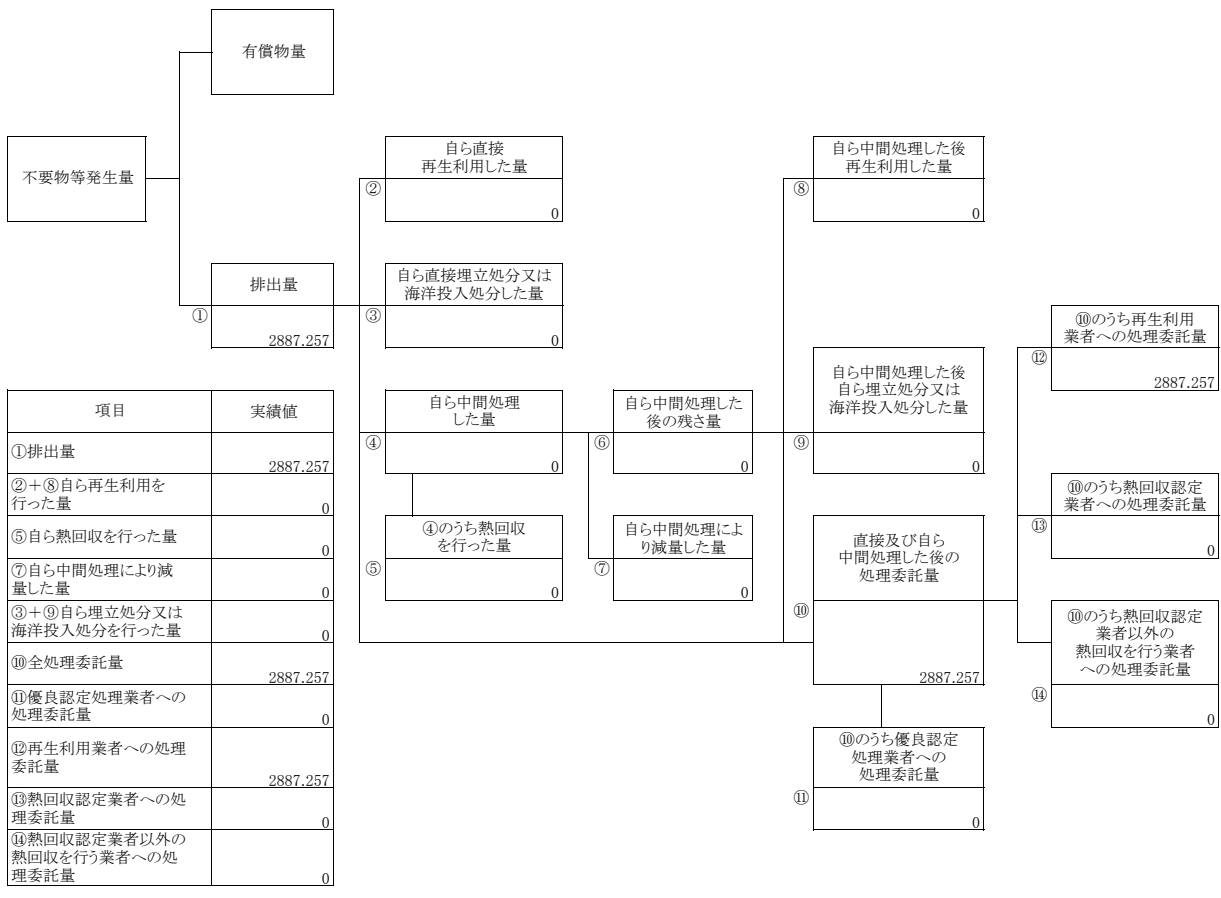 有償物量
不要物等発生量
自ら直接
再生利用した量
②
0
自ら中間処理した後
再生利用した量
⑧
0
排出量
①
2887.257
自ら直接埋立処分又は
海洋投入処分した量
③
0
⑩のうち再生利用
業者への処理委託量
⑫
2887.257
自ら中間処理した後
自ら埋立処分又は
海洋投入処分した量
⑨
0
自ら中間処理
した量
④
0
自ら中間処理した
後の残さ量
⑥
0
⑩のうち熱回収認定
業者への処理委託量
⑬
0
④のうち熱回収
を行った量
⑤
0
自ら中間処理によ
り減量した量
⑦
0
直接及び自ら
中間処理した後の
処理委託量
⑩
2887.257
⑩のうち熱回収認定
業者以外の
熱回収を行う業者
への処理委託量
⑭
0
⑩のうち優良認定
処理業者への
処理委託量
⑪
0
項目 実績値
①排出量
2887.257
②＋⑧自ら再生利用を
行った量
0
⑤自ら熱回収を行った量
0
⑦自ら中間処理により減
量した量
0
③＋⑨自ら埋立処分又は
海洋投入処分を行った量
0
⑩全処理委託量
2887.257
⑪優良認定処理業者への
処理委託量
0
⑫再生利用業者への処理
委託量
2887.257
⑬熱回収認定業者への処
理委託量
0
⑭熱回収認定業者以外の
熱回収を行う業者への処
理委託量
0